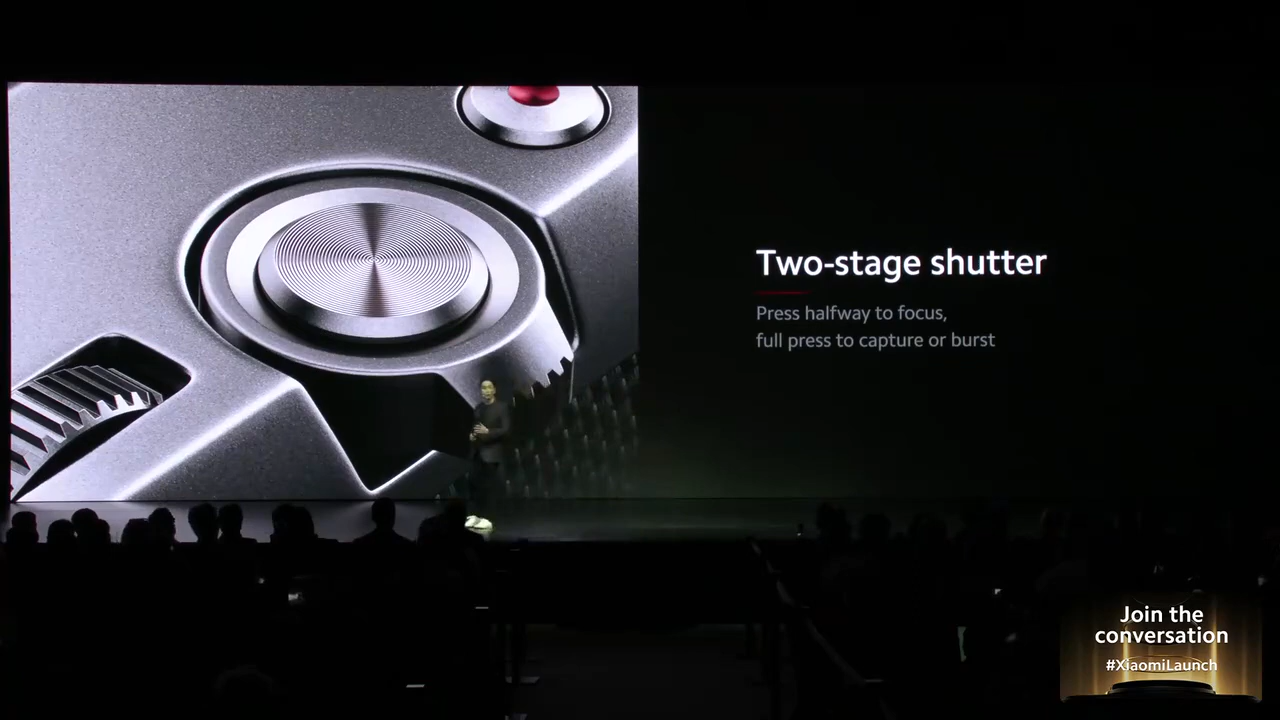 Two-stage shutter
Press halfway to focus,
full press to capture or burst
Join the
conversation
#XiaomiLaunch